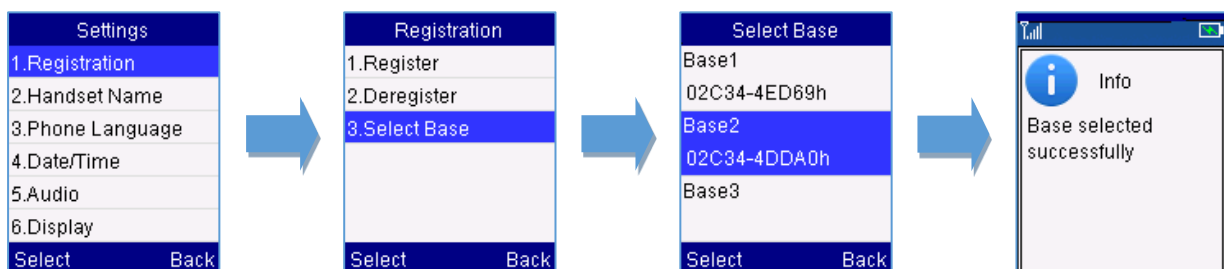 Settings
1.Registration
2.Handset Name
3.Phone Language
4.Date/Time
5.Audio
6.Display
Select Back
Registration
1.Register
2.Deregister
3.Select Base
Select Back
Select Base
Base1
02C34-4ED69h
Base2
02C34-4DDA0h
Base3
Select Back
Info
Base selected
successfully